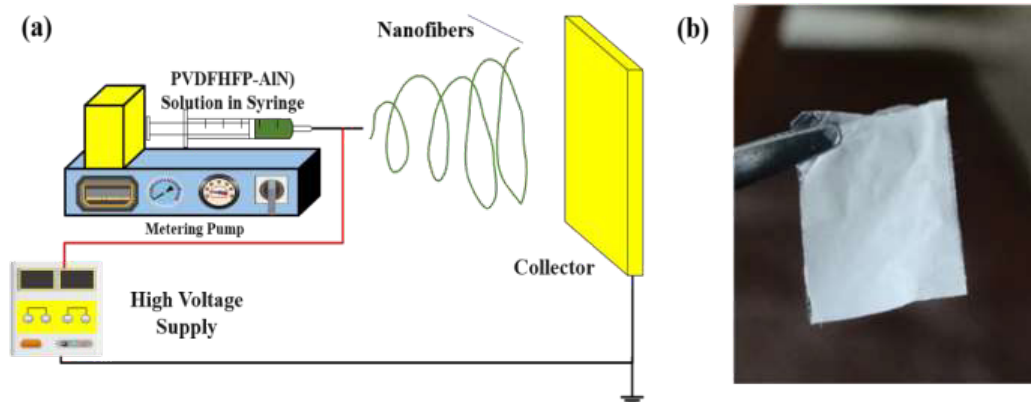 (a)
Nanofibers
(b)
PVDFHFP-AlN)
Solution in Syringe
Metering Pump
Collector
High Voltage
Supply